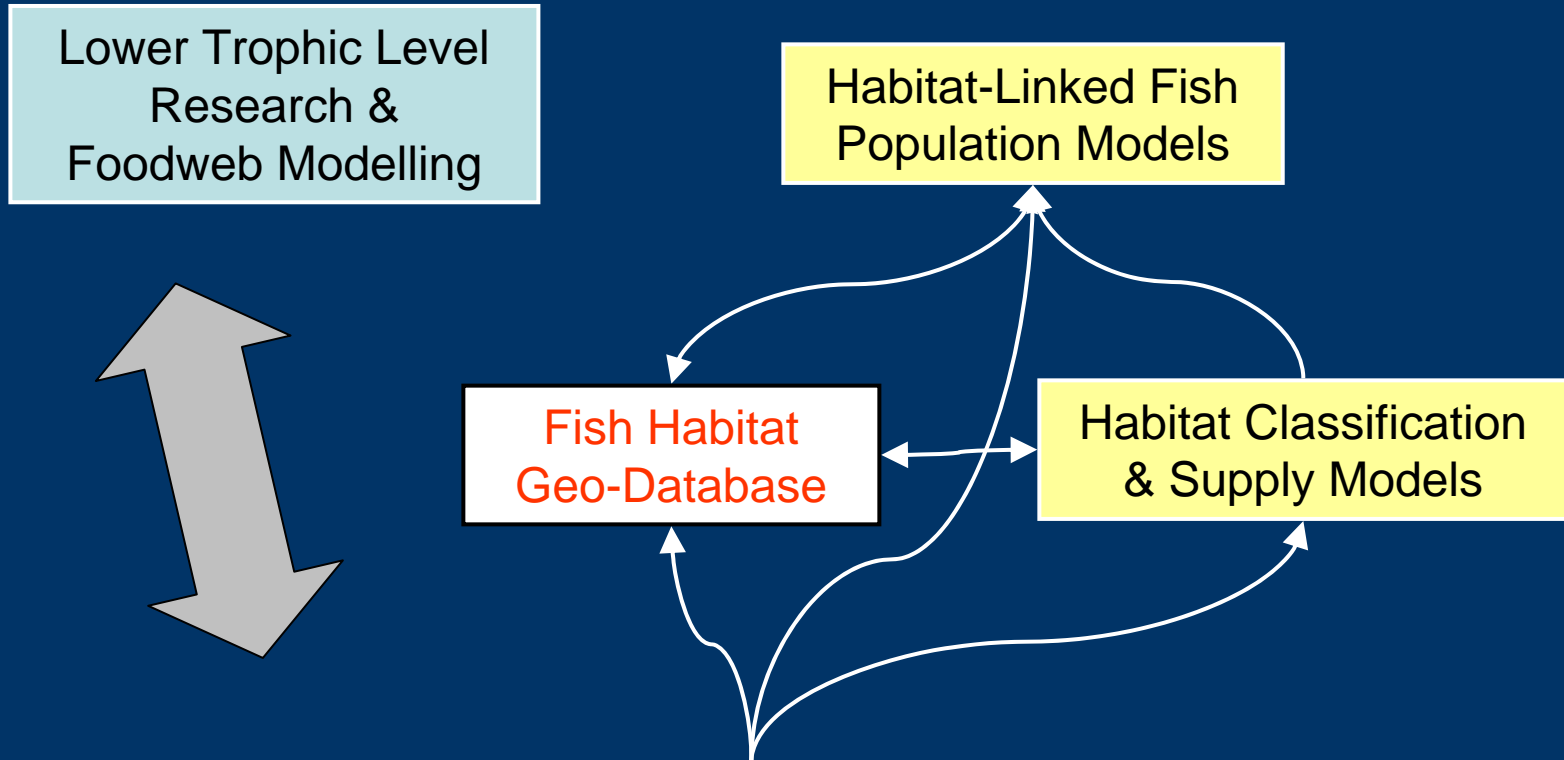 Lower Trophic Level
Research &
Foodweb Modelling
Habitat-Linked Fish
Population Models
Fish Habitat
Geo-Database
Habitat Classification
& Supply Models